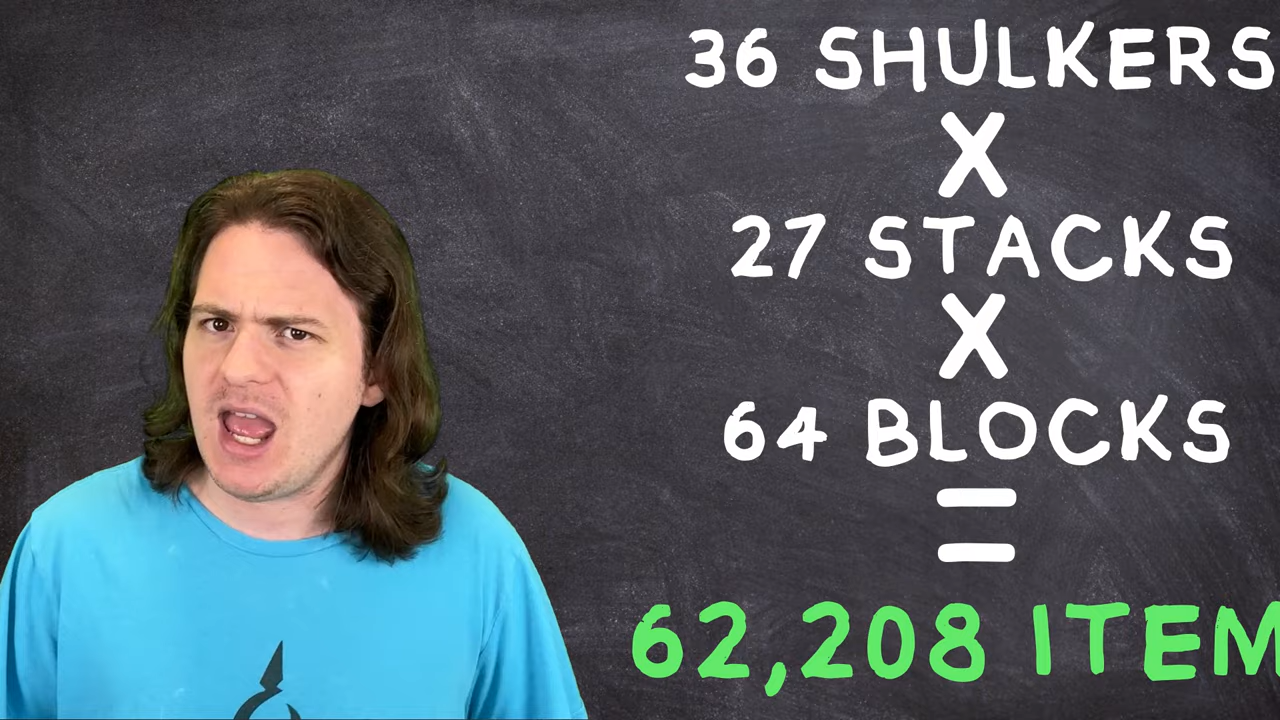 36 SHULKERS
X
27 STACKS
X
64 BLOCKS
=
62,208 ITEM